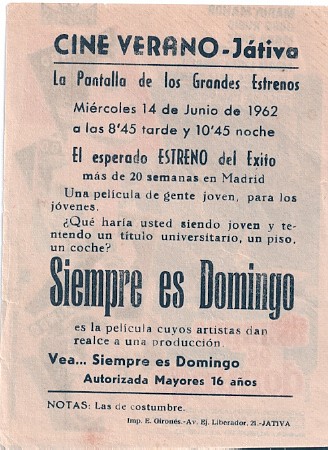 CINE VERANO-Játiva
La Pantalla de los Grandes Estrenos
Miércoles 14 de Junio de 1962
a las 8'45 tarde y 10'45 noche
El esperado ESTRENO del Exito
más de 20 semanas en Madrid
Una película de gente joven, para los
jóvenes.
¿Qué haría usted siendo joven y te-
niendo un título universitario, un piso,
un coche?
Siempre es Domingo
es la película cuyos artistas dan
realce a una producción.
Vea... Siempre es Domingo
Autorizada Mayores 16 años
NOTAS: Las de costumbre.
Imp. E. Gironés.-Av. Ej. Liberador, 21.-JATIVA